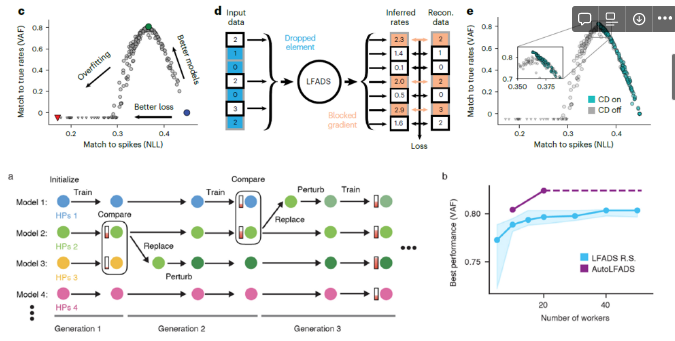 c
Match to true rates (VAF)
0.8
0.6
0.4
0.2
0
0.2
0.3
0.4
Match to spikes (NLL)
Overfitting
Better models
Better loss
d
Input
data
2
1
0
2
0
3
2
Dropped
element
LFADS
Blocked
gradient
Inferred
rates
2.3
1.4
0.1
2.0
0.5
2.9
1.6
Recon.
data
2
1
0
2
0
3
2
Loss
e
Match to true rates (VAF)
0.8
0.6
0.4
0.2
0
0.2
0.3
0.4
Match to spikes (NLL)
0.8
0.7
0.350
0.375
CD on
CD off
a
Initialize
Model 1:
HPs 1
Model 2:
HPs 2
Model 3:
HPs 3
Model 4:
HPs 4
Train
Compare
Replace
Perturb
Train
Compare
Replace
Perturb
Train
Generation 1
Generation 2
Generation 3
b
Best performance (VAF)
0.80
0.75
0
20
40
Number of workers
LFADS R.S.
AutoLFADS